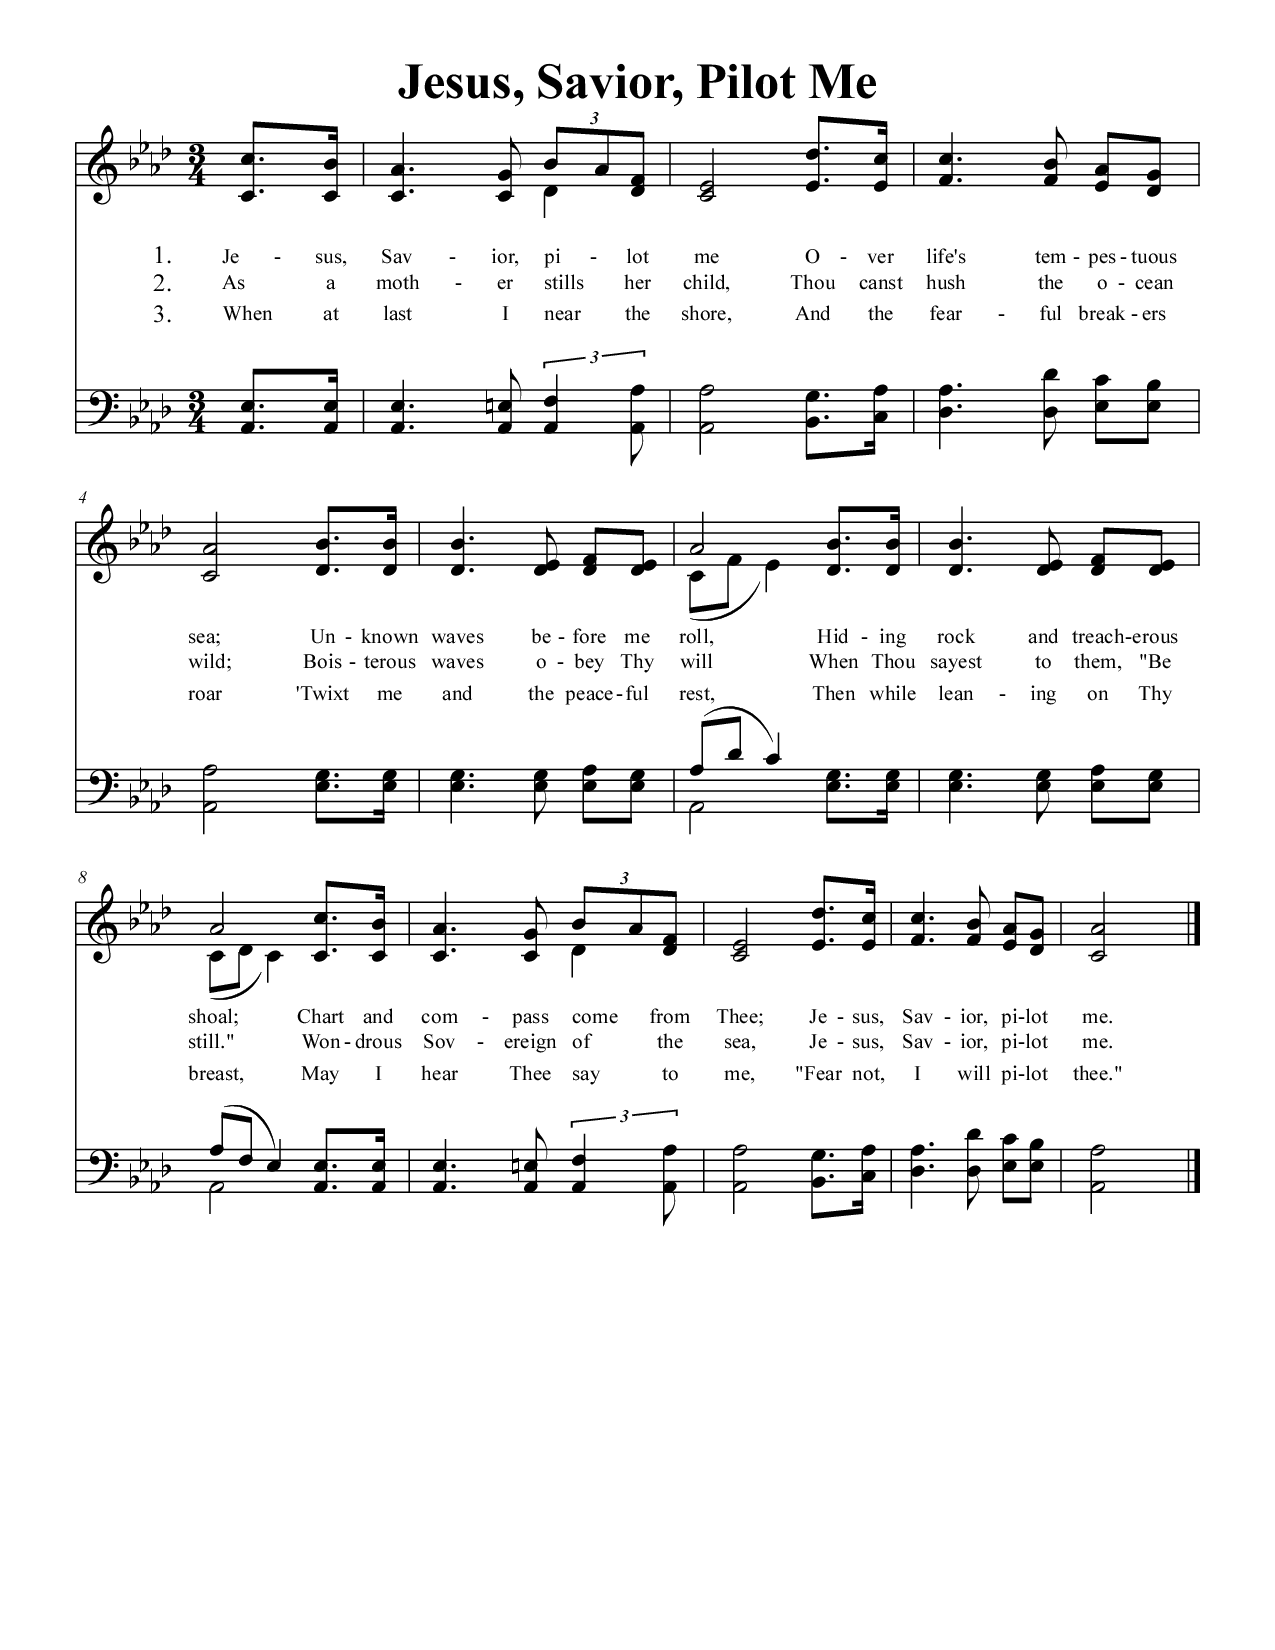 Jesus, Savior, Pilot Me
3
3
4
1. Je - sus, Sav - ior, pi - lot me O - ver life's tem - pes - tuous
2. As a moth - er stills her child, Thou canst hush the o - cean
3. When at last I near the shore, And the fear - ful break - ers
3
3
4
4
sea; Un - known waves be - fore me roll, Hid - ing rock and treach - erous
wild; Bois - terous waves o - bey Thy will When Thou sayest to them, "Be
roar 'Twixt me and the peace - ful rest, Then while lean - ing on Thy
8
3
shoal; Chart and com - pass come from Thee; Je - sus, Sav - ior, pi - lot me.
still." Won - drous Sov - ereign of the sea, Je - sus, Sav - ior, pi - lot me.
breast, May I hear Thee say to me, "Fear not, I will pi - lot thee."
3